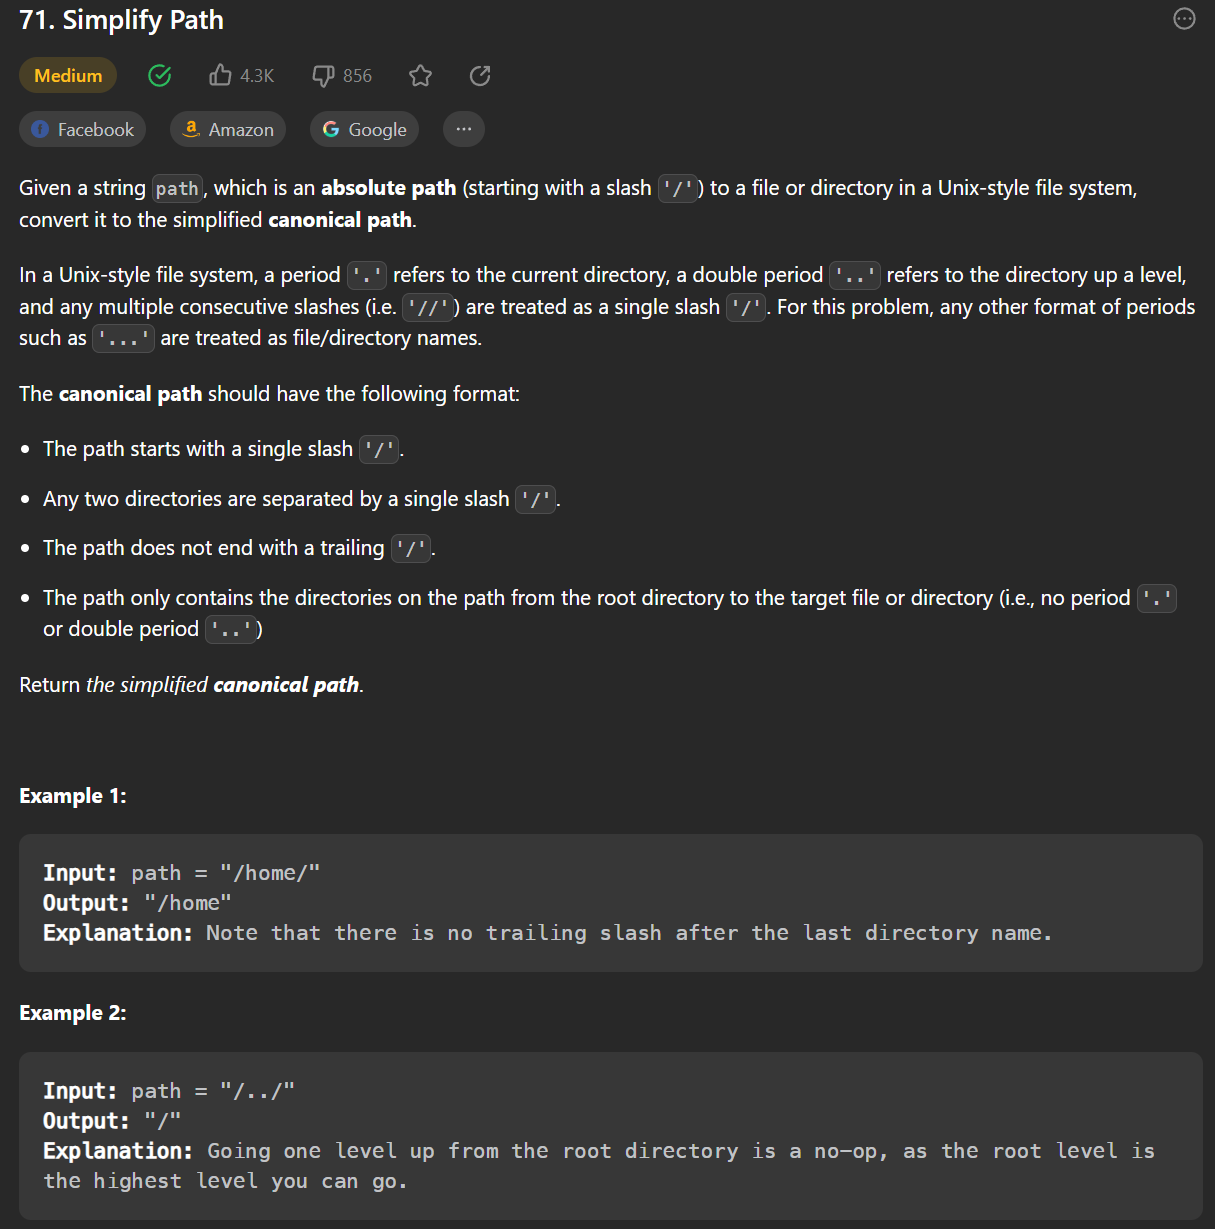 71. Simplify Path
Medium 4.3K 856
Facebook Amazon Google ...
Given a string path, which is an absolute path (starting with a slash '/') to a file or directory in a Unix-style file system,
convert it to the simplified canonical path.
In a Unix-style file system, a period '.' refers to the current directory, a double period '..' refers to the directory up a level,
and any multiple consecutive slashes (i.e. '//') are treated as a single slash '/'. For this problem, any other format of periods
such as '...' are treated as file/directory names.
The canonical path should have the following format:
• The path starts with a single slash '/'.
• Any two directories are separated by a single slash '/'.
• The path does not end with a trailing '/'.
• The path only contains the directories on the path from the root directory to the target file or directory (i.e., no period '.'
or double period '..')
Return the simplified canonical path.
Example 1:
Input: path = "/home/"
Output: "/home"
Explanation: Note that there is no trailing slash after the last directory name.
Example 2:
Input: path = "/../"
Output: "/"
Explanation: Going one level up from the root directory is a no-op, as the root level is
the highest level you can go.